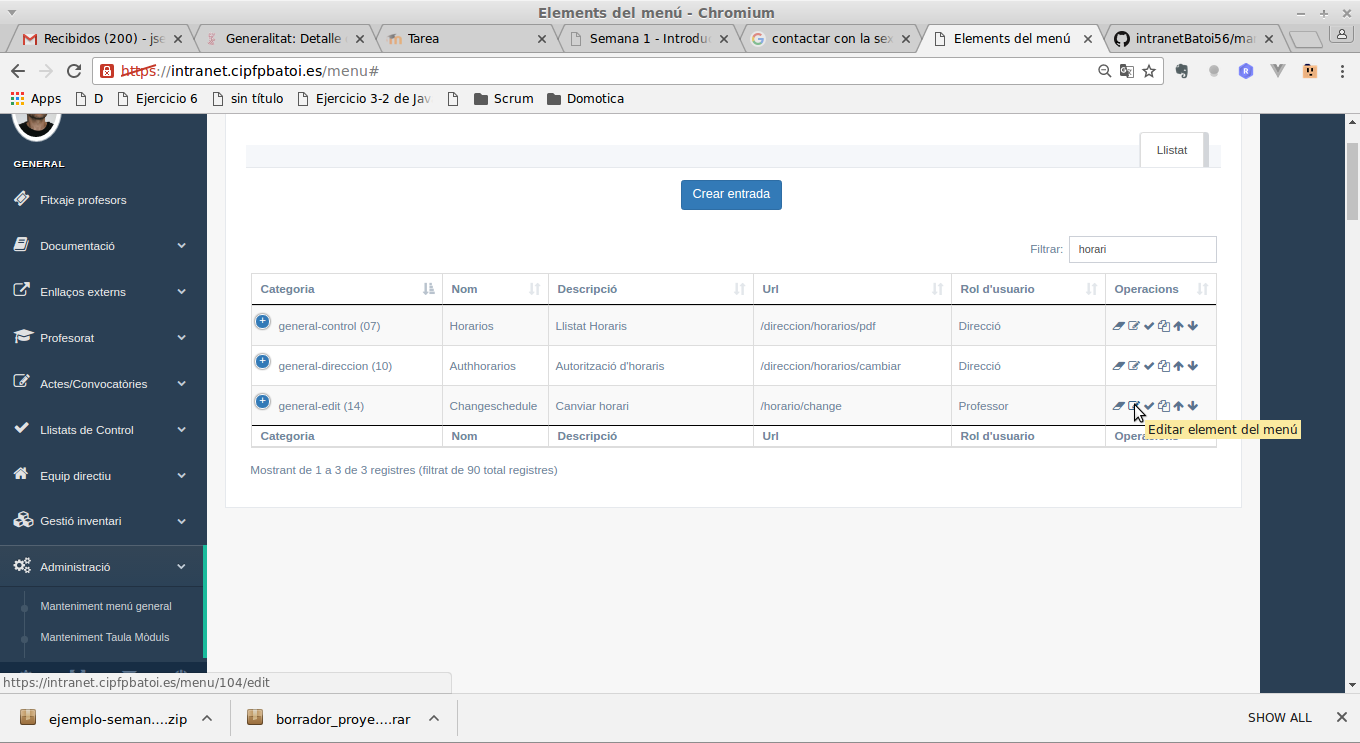 Elements del menú - Chromium
Recibidos (200) - jse
Generalitat: Detalle
Tarea
Semana 1 - Introdu
contactar con la se
Elements del menú
intranetBatoi56/ma
https://intranet.cipfpbatoi.es/menu#
Apps
D
Ejercicio 6
sin título
Ejercicio 3-2 de Jav
Scrum
Domotica
GENERAL
Fitxaje profesors
Documentació
Enllaços externs
Profesorat
Actes/Convocatòries
Llistats de Control
Equip directiu
Gestió inventari
Administració
Manteniment menú general
Manteniment Taula Mòduls
Llistat
Crear entrada
Filtrar: horari
Categoria Nom Descripció Url Rol d'usuario Operacions
general-control (07) Horarios Llistat Horaris /direccion/horarios/pdf Direcció
general-direccion (10) Authhorarios Autorització d'horaris /direccion/horarios/cambiar Direcció
general-edit (14) Changeschedule Canviar horari /horario/change Professor
Editar element del menú
Categoria Nom Descripció Url Rol d'usuario Operacions
Mostrant de 1 a 3 de 3 registres (filtrat de 90 total registres)
https://intranet.cipfpbatoi.es/menu/104/edit
ejemplo-seman....zip
borrador_proye....rar
SHOW ALL